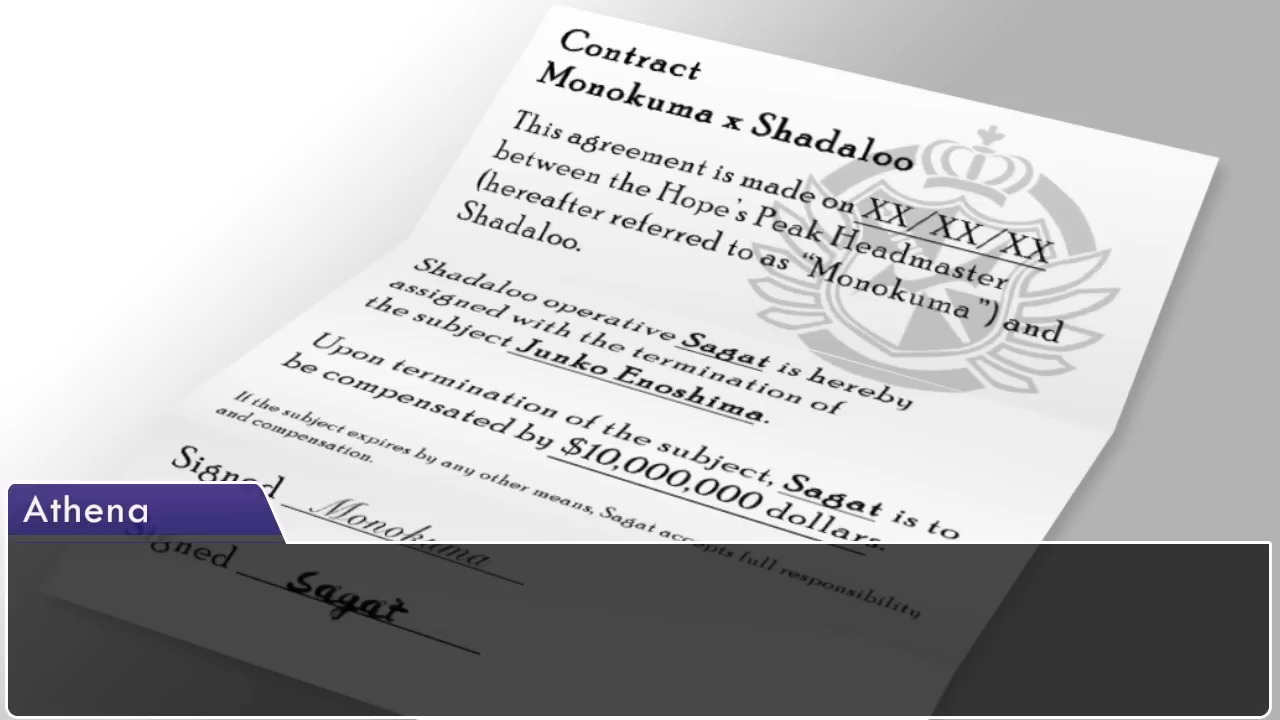 Contract
Monokuma x Shadaloo
This agreement is made on XX/XX/XX
between the Hope's Peak Headmaster
(hereafter referred to as “Monokuma ”) and
Shadaloo.
Shadaloo operative Sagat is hereby
assigned with the termination of
the subject Junko Enoshima.
Upon termination of the subject, Sagat is to
be compensated by $10,000,000 dollars.
If the subject expires by any other means, Sagat accepts full responsibility
and compensation.
Signed Monokuma
Signed Sagat
Athena